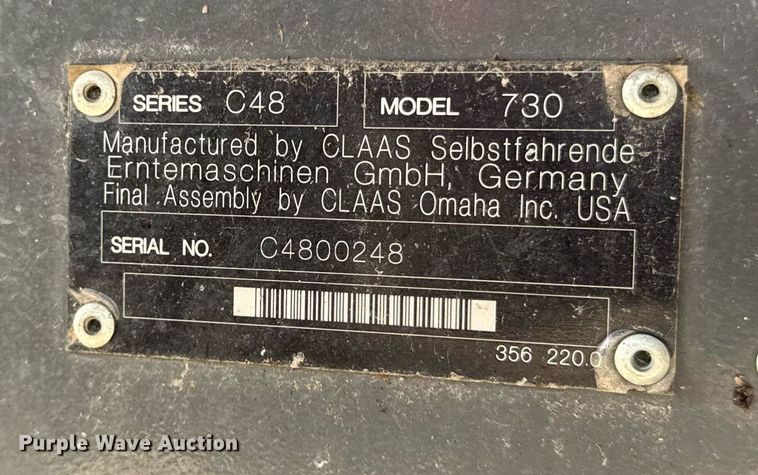 SERIES C48 MODEL 730
Manufactured by CLAAS Selbstfahrende
Erntemaschinen GmbH, Germany
Final Assembly by CLAAS Omaha Inc. USA
SERIAL NO. C4800248
356 220.0
Purple Wave Auction